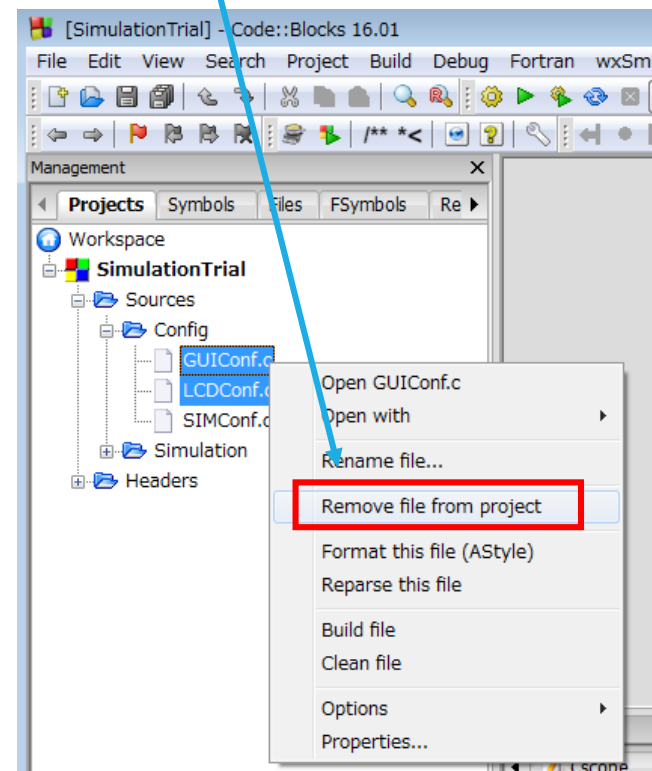 [SimulationTrial] - Code::Blocks 16.01
File Edit View Search Project Build Debug Fortran wxSm
/** *<
Management X
Projects Symbols Files FSymbols Re
Workspace
SimulationTrial
Sources
Config
GUIConf.c
LCDConf.c
SIMConf.c
Simulation
Headers
Open GUIConf.c
Open with
Rename file...
Remove file from project
Format this file (AStyle)
Reparse this file
Build file
Clean file
Options
Properties...
Cscope